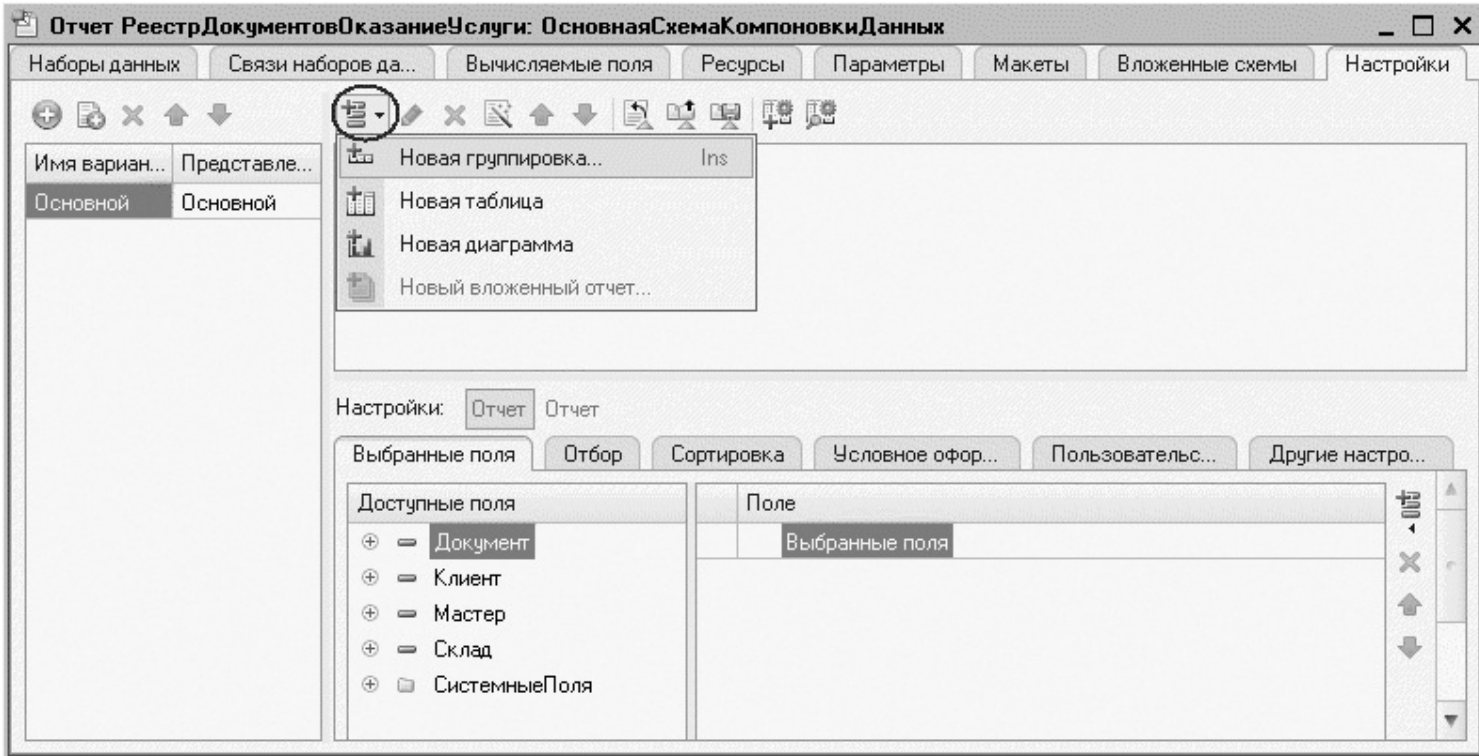 Отчет РеестрДокументовОказаниеУслуги: ОсновнаяСхемаКомпоновкиДанных
Наборы данных Связи наборов да... Вычисляемые поля Ресурсы Параметры Макеты Вложенные схемы Настройки
Имя вариан... Представле...
Основной Основной
Новая группировка... Ins
Новая таблица
Новая диаграмма
Новый вложенный отчет...
Настройки: Отчет Отчет
Выбранные поля Отбор Сортировка Условное офор... Пользовательс... Другие настро...
Доступные поля Поле
Документ Выбранные поля
Клиент
Мастер
Склад
СистемныеПоля